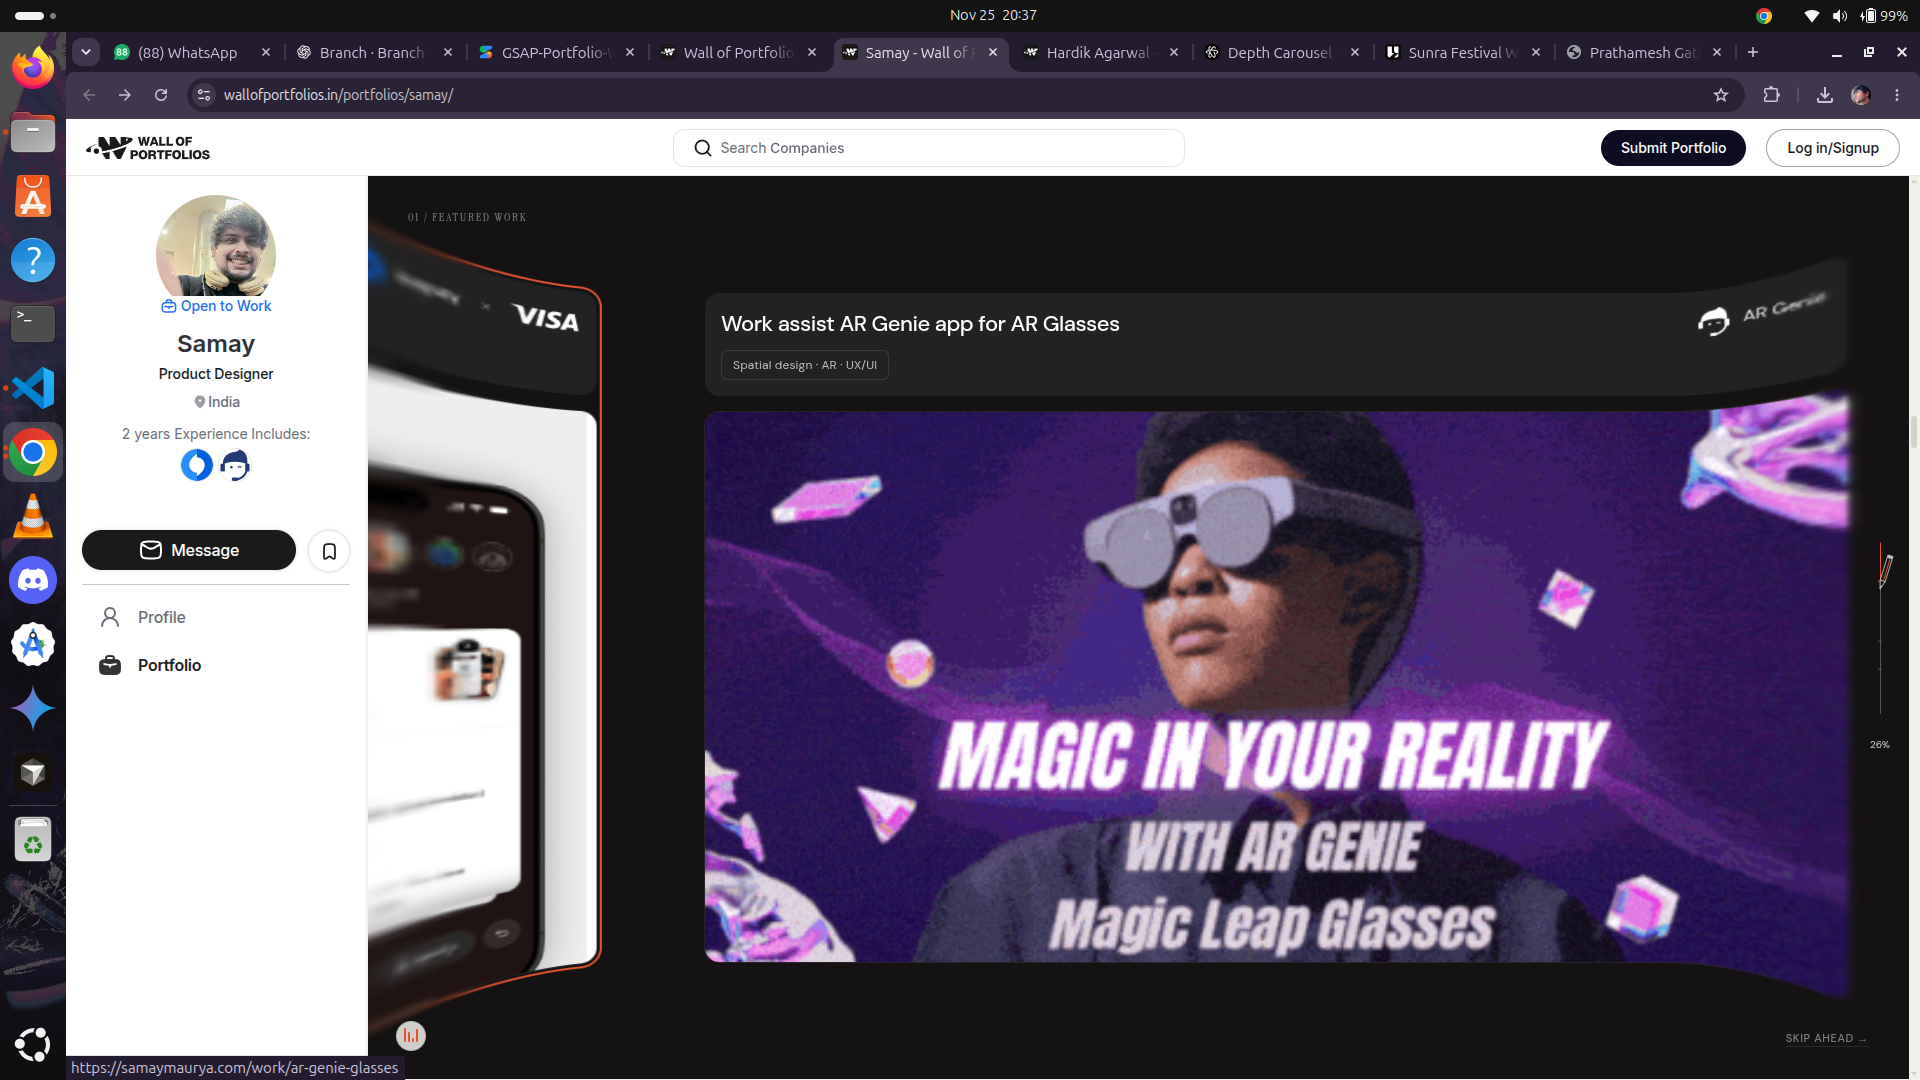 Nov 25 20:37
99%
(88) WhatsApp
Branch · Branch
GSAP-Portfolio-
Wall of Portfolio
Samay - Wall of
Hardik Agarwal
Depth Carousel
Sunra Festival
Prathamesh
wallofportfolios.in/portfolios/samay/
WALL OF
PORTFOLIOS
Search Companies
Submit Portfolio
Log in/Signup
Open to Work
Samay
Product Designer
India
2 years Experience Includes:
Message
Profile
Portfolio
01 / FEATURED WORK
VISA
Work assist AR Genie app for AR Glasses
AR Genie
Spatial design · AR · UX/UI
MAGIC IN YOUR REALITY
WITH AR GENIE
Magic Leap Glasses
26%
SKIP AHEAD →
https://samaymaurya.com/work/ar-genie-glasses